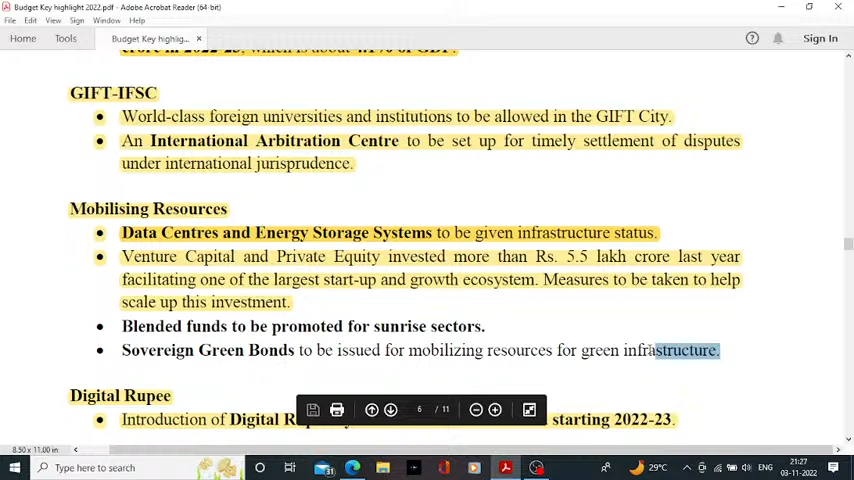 Budget Key highlight 2022.pdf - Adobe Acrobat Reader (64-bit)
File Edit View Sign Window Help
Home Tools Budget Key highlig... × Sign In
GIFT-IFSC
• World-class foreign universities and institutions to be allowed in the GIFT City.
• An International Arbitration Centre to be set up for timely settlement of disputes
under international jurisprudence.
Mobilising Resources
• Data Centres and Energy Storage Systems to be given infrastructure status.
• Venture Capital and Private Equity invested more than Rs. 5.5 lakh crore last year
facilitating one of the largest start-up and growth ecosystem. Measures to be taken to help
scale up this investment.
• Blended funds to be promoted for sunrise sectors.
• Sovereign Green Bonds to be issued for mobilizing resources for green infrastructure.
Digital Rupee
6 / 11
• Introduction of Digital starting 2022-23.
8.50 x 11.00 in
Type here to search 31 29°C ENG 21:27
03-11-2022